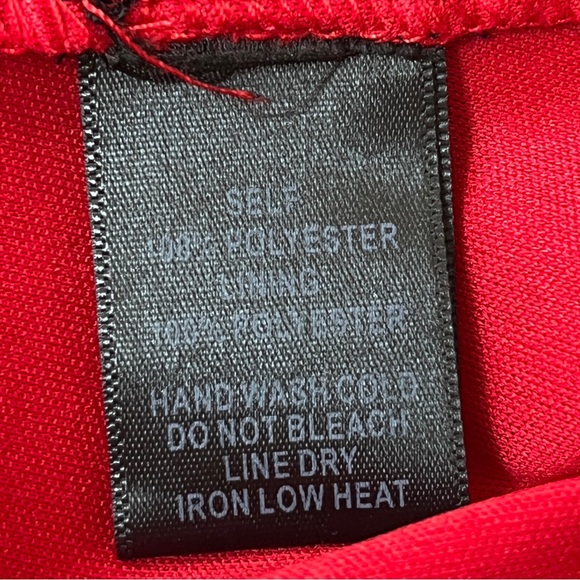 SELF
100% POLYESTER
LINING
100% POLYESTER
HAND WASH COLD
DO NOT BLEACH
LINE DRY
IRON LOW HEAT